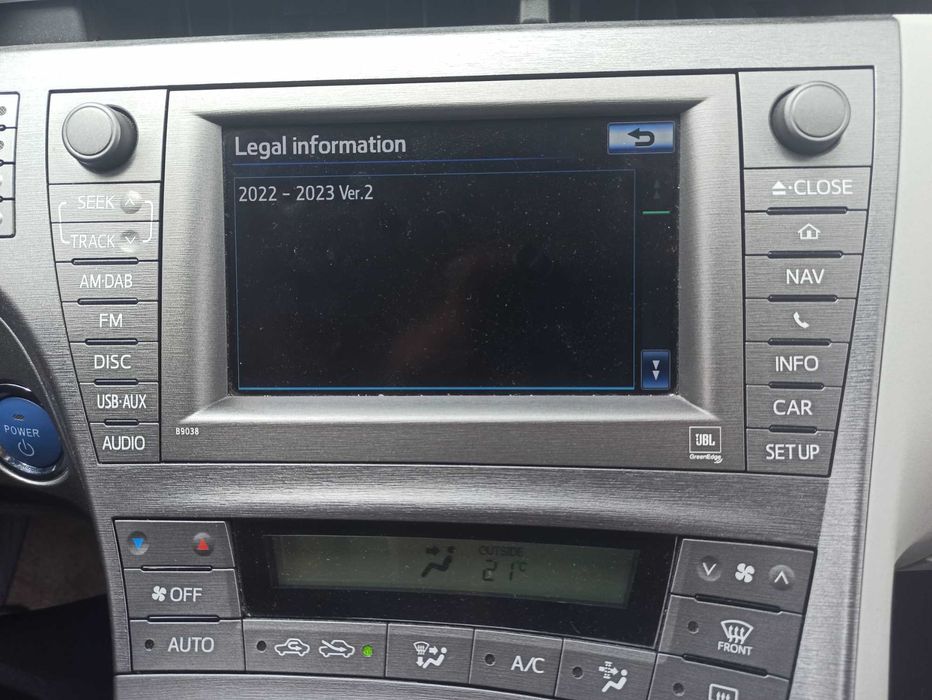 Legal information
2022 - 2023 Ver.2
SEEK
TRACK
AM·DAB
FM
DISC
USB·AUX
AUDIO
POWER
B9038
JBL
GreenEdge
CLOSE
NAV
INFO
CAR
SETUP
OUTSIDE
21°C
OFF
AUTO
A/C
FRONT